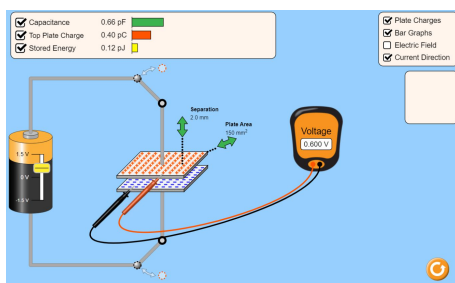 Capacitance 0.66 pF
Top Plate Charge 0.40 pC
Stored Energy 0.12 pJ
Plate Charges
Bar Graphs
Electric Field
Current Direction
Separation
2.0 mm
Plate Area
150 mm²
Voltage
0.600 V
1.5 V
0 V
-1.5 V